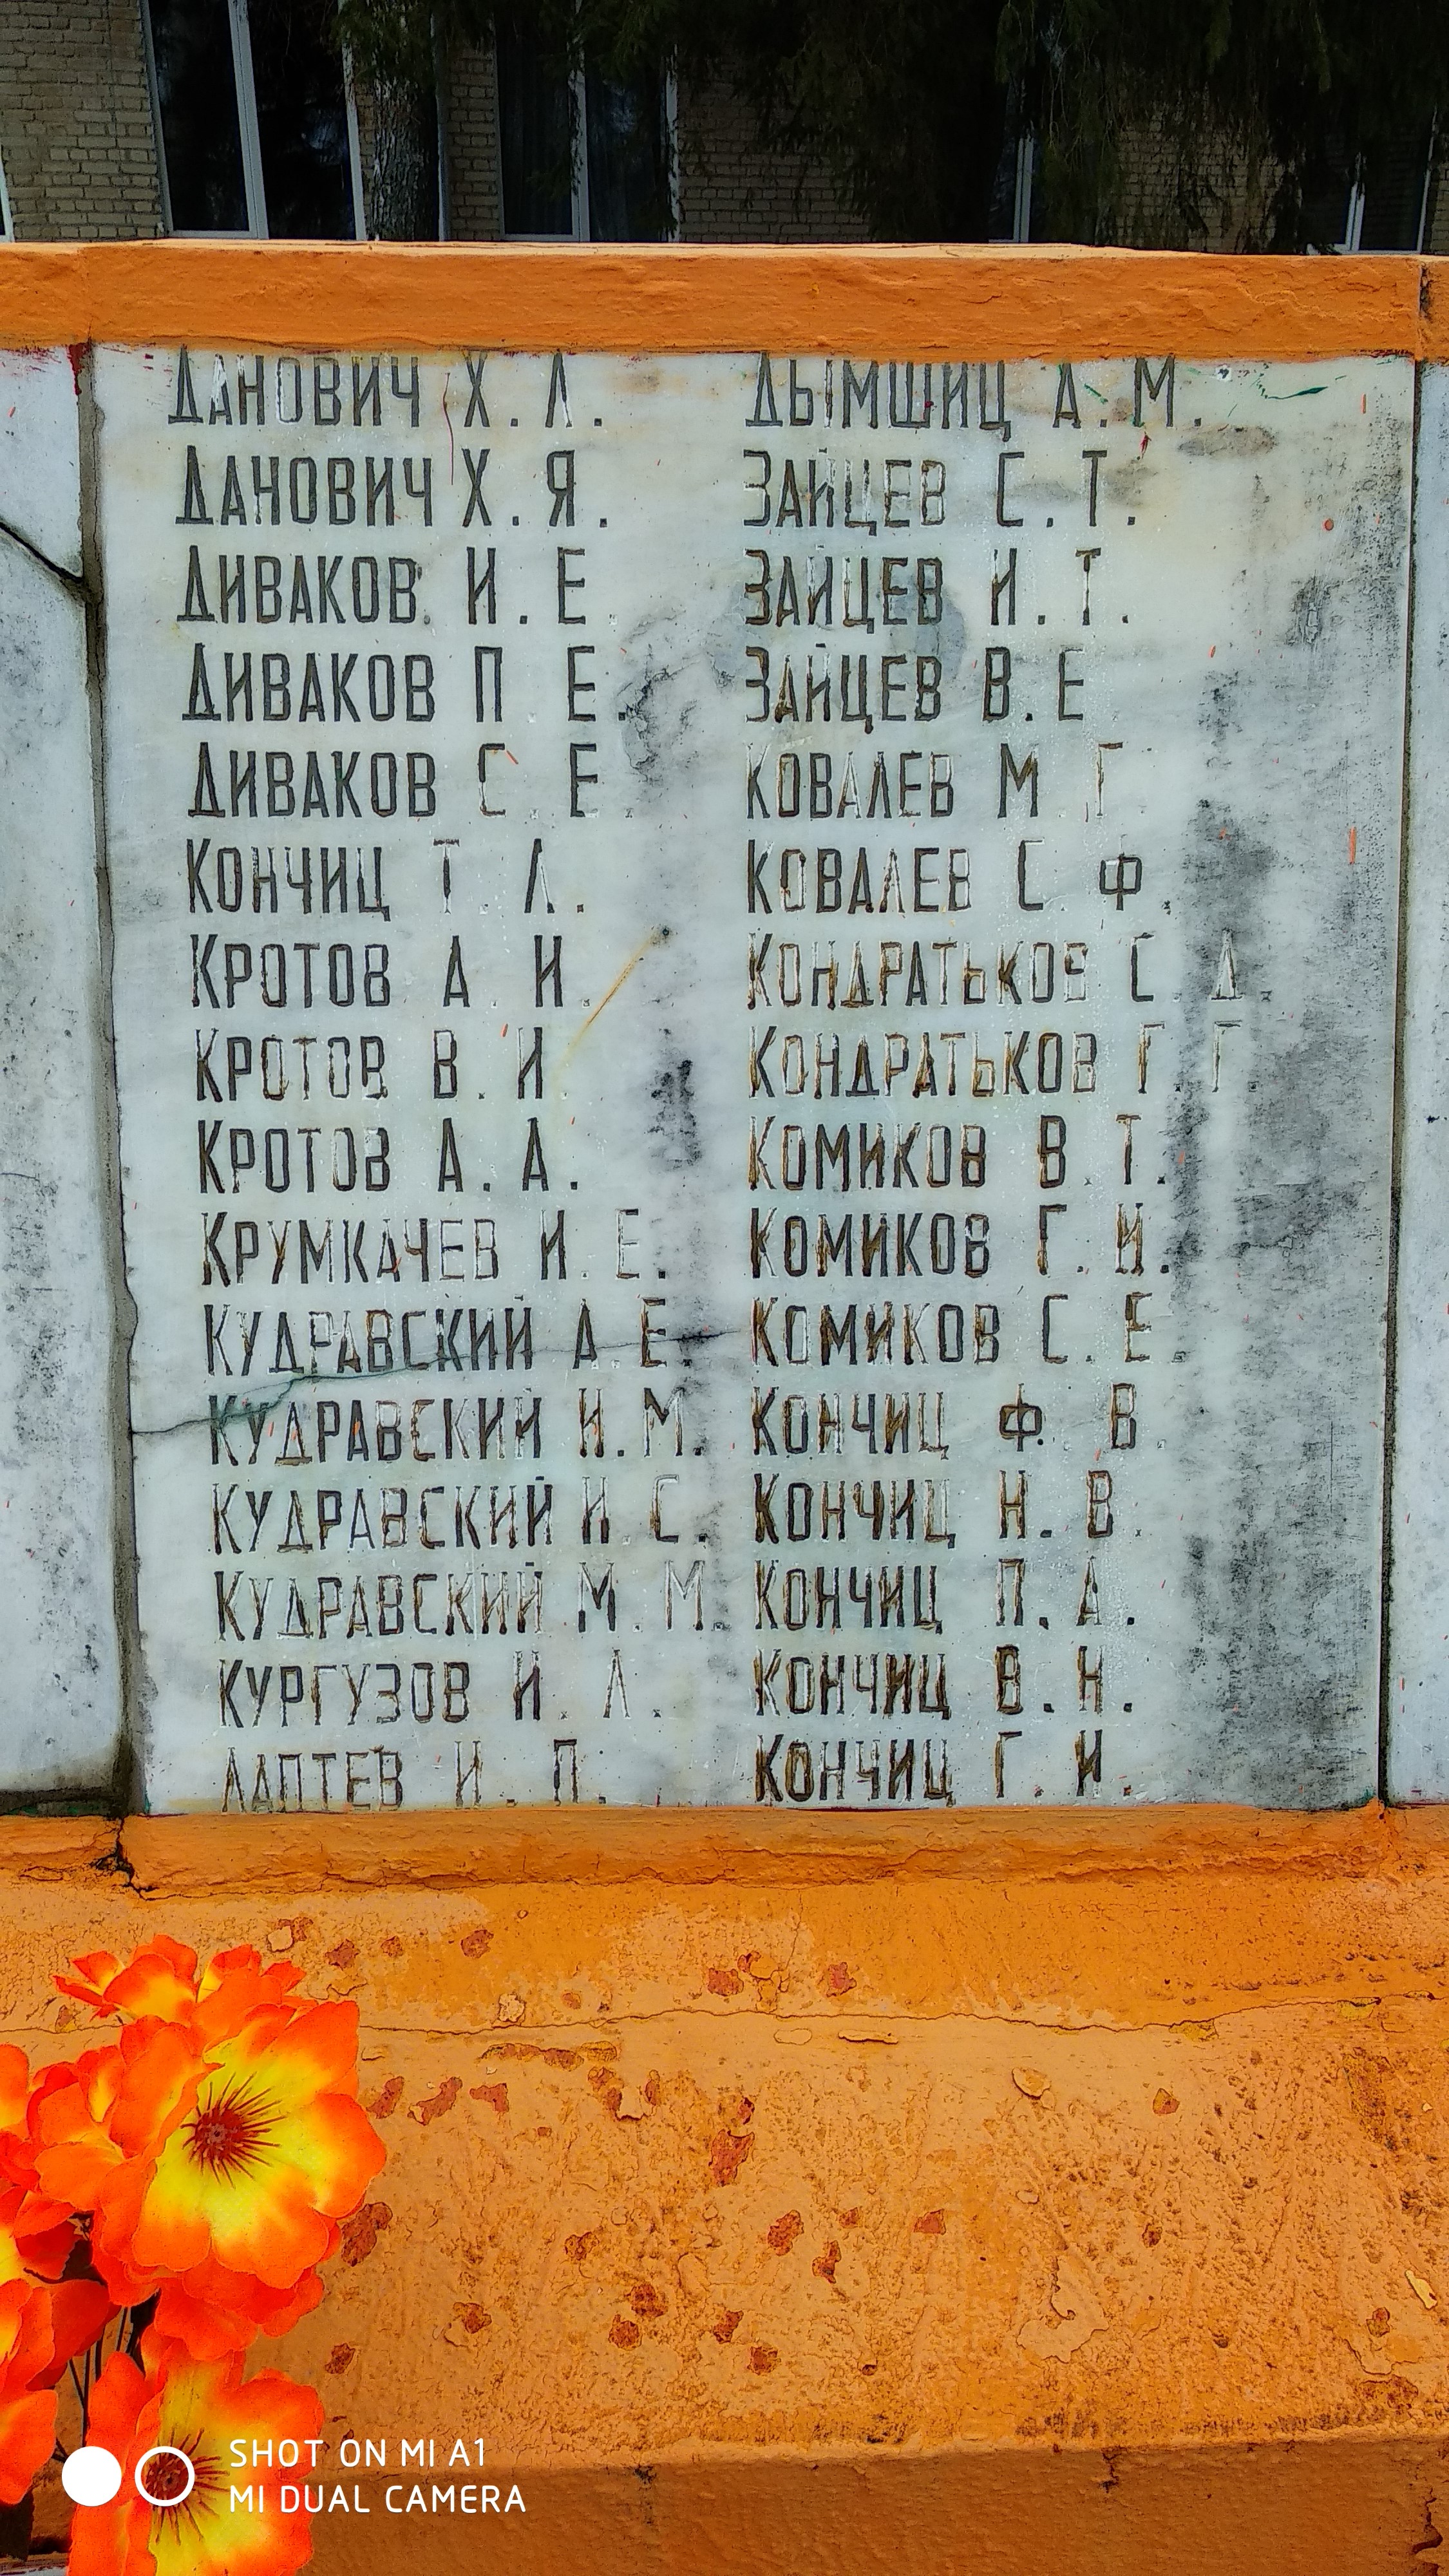 ДАНОВИЧ Х. Л.
ДАНОВИЧ Х. Я.
ДИВАКОВ И. Е.
ДИВАКОВ П. Е.
ДИВАКОВ С. Е.
КОНЧИЦ Т. Л.
КРОТОВ А. И.
КРОТОВ В. И.
КРОТОВ А. А.
КРУМКАЧЕВ И. Е.
КУДРАВСКИЙ А. Е.
КУДРАВСКИЙ И. М.
КУДРАВСКИЙ И. С.
КУДРАВСКИЙ М. М.
КУРГУЗОВ И. Л.
ЛАПТЕВ И. П.
ДЫМШИЦ А. М.
ЗАЙЦЕВ С. Т.
ЗАЙЦЕВ И. Т.
ЗАЙЦЕВ В. Е.
КОВАЛЕВ М. Г.
КОВАЛЕВ С. Ф.
КОНДРАТЬКОВ С. Д.
КОНДРАТЬКОВ Г. Г.
КОМИКОВ В. Т.
КОМИКОВ Г. И.
КОМИКОВ С. Е.
КОНЧИЦ Ф. В.
КОНЧИЦ Н. В.
КОНЧИЦ П. А.
КОНЧИЦ В. Н.
КОНЧИЦ Г. И.
SHOT ON MI A1
MI DUAL CAMERA